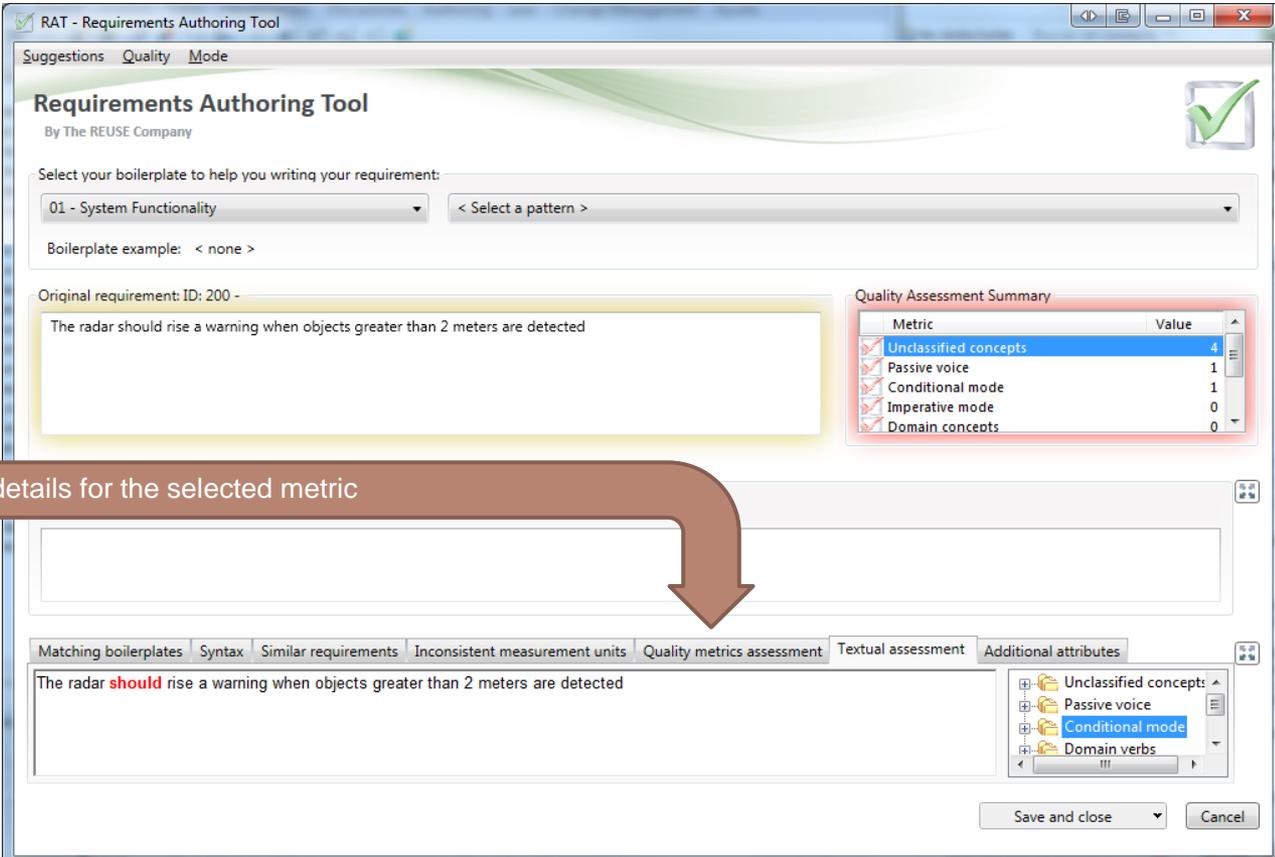 RAT - Requirements Authoring Tool
Suggestions Quality Mode
Requirements Authoring Tool
By The REUSE Company
Select your boilerplate to help you writing your requirement:
01 - System Functionality < Select a pattern >
Boilerplate example: < none >
Original requirement: ID: 200 -
The radar should rise a warning when objects greater than 2 meters are detected
Quality Assessment Summary
Metric Value
Unclassified concepts 4
Passive voice 1
Conditional mode 1
Imperative mode 0
Domain concepts 0
details for the selected metric
Matching boilerplates Syntax Similar requirements Inconsistent measurement units Quality metrics assessment Textual assessment Additional attributes
The radar should rise a warning when objects greater than 2 meters are detected
Unclassified concepts
Passive voice
Conditional mode
Domain verbs
Save and close Cancel